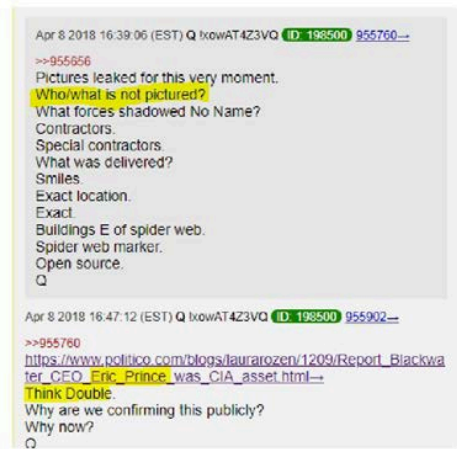 Apr 8 2018 16:39:06 (EST) Q !xowAT4Z3VQ ID: 198500 955760→
>>955656
Pictures leaked for this very moment.
Who/what is not pictured?
What forces shadowed No Name?
Contractors.
Special contractors.
What was delivered?
Smiles.
Exact location.
Exact.
Buildings E of spider web.
Spider web marker.
Open source.
Q
Apr 8 2018 16:47:12 (EST) Q !xowAT4Z3VQ ID: 198500 955902→
>>955760
https://www.politico.com/blogs/laurarozen/1209/Report_Blackwa
ter_CEO_Eric_Prince_was_CIA_asset.html→
Think Double.
Why are we confirming this publicly?
Why now?
Q